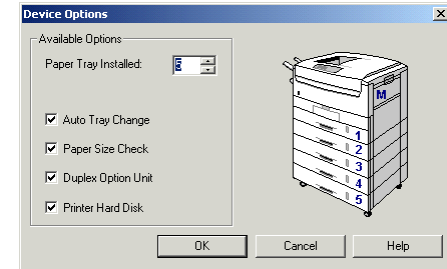 Device Options
Available Options
Paper Tray Installed: 5
Auto Tray Change
Paper Size Check
Duplex Option Unit
Printer Hard Disk
M
1
2
3
4
5
OK Cancel Help